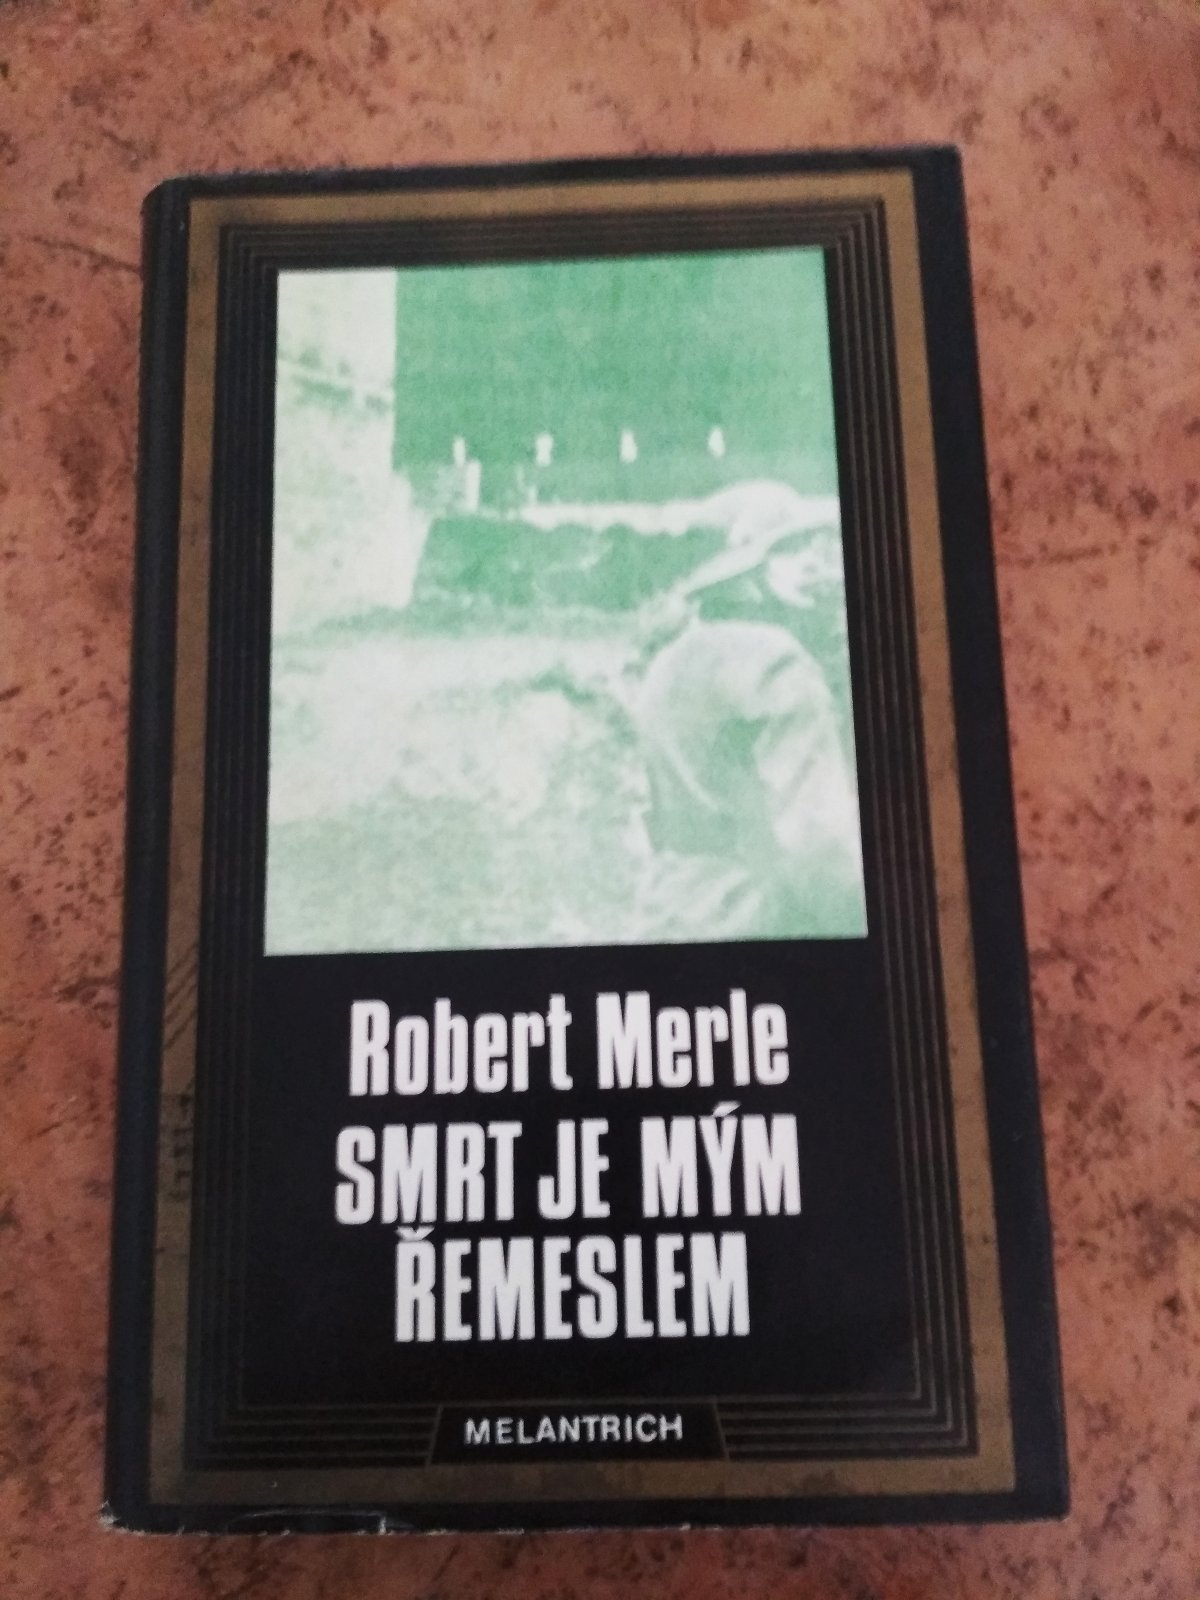 Robert Merle
SMRT JE MÝM
ŘEMESLEM
MELANTRICH